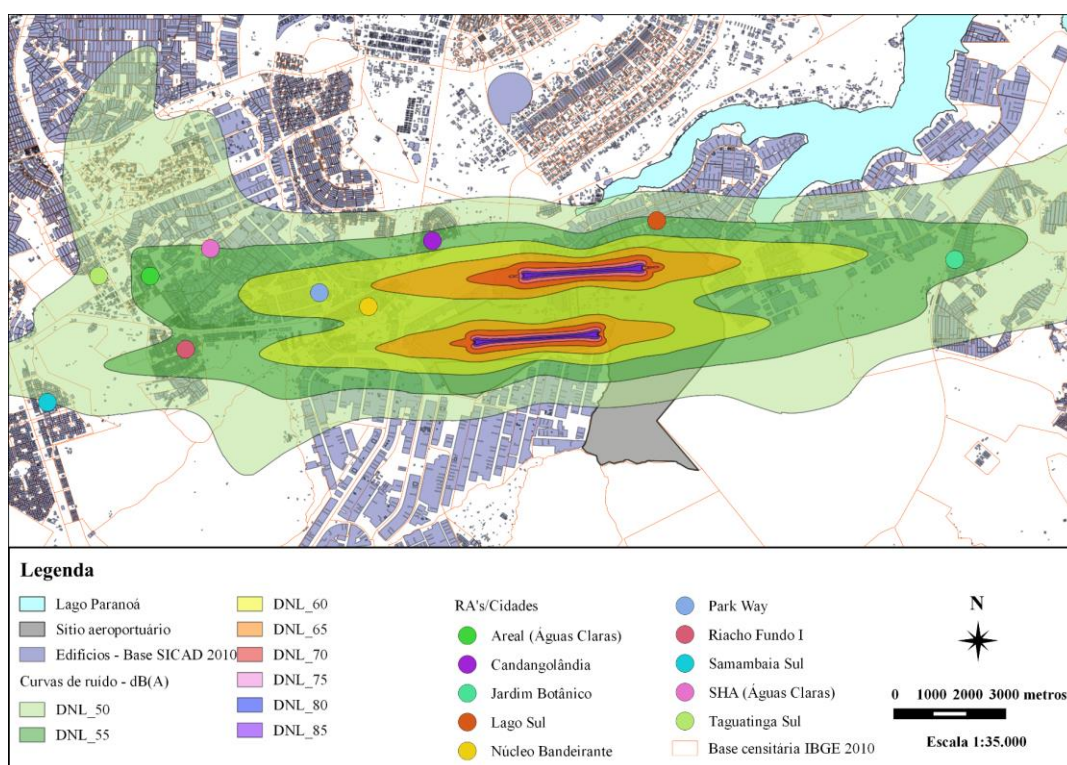 Legenda
Lago Paranoá
Sítio aeroportuário
Edifícios - Base SICAD 2010
Curvas de ruído - dB(A)
DNL_50
DNL_55
DNL_60
DNL_65
DNL_70
DNL_75
DNL_80
DNL_85
RA's/Cidades
Areal (Águas Claras)
Candangolândia
Jardim Botânico
Lago Sul
Núcleo Bandeirante
Park Way
Riacho Fundo I
Samambaia Sul
SHA (Águas Claras)
Taguatinga Sul
Base censitária IBGE 2010
N
0 1000 2000 3000 metros
Escala 1:35.000